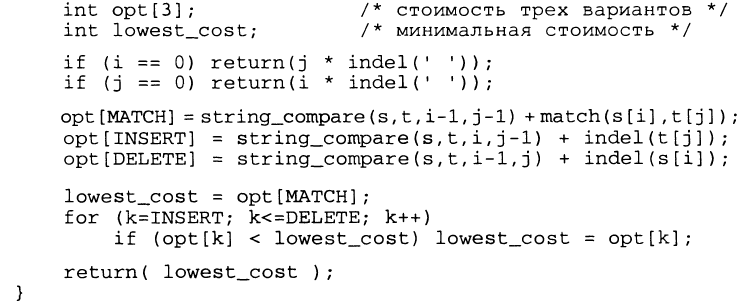 int opt[3];              /* стоимость трех вариантов */
int lowest_cost;         /* минимальная стоимость */
if (i == 0) return(j * indel(' '));
if (j == 0) return(i * indel(' '));
opt[MATCH] = string_compare(s,t,i-1,j-1) + match(s[i],t[j]);
opt[INSERT] = string_compare(s,t,i,j-1) + indel(t[j]);
opt[DELETE] = string_compare(s,t,i-1,j) + indel(s[i]);
lowest_cost = opt[MATCH];
for (k=INSERT; k<=DELETE; k++)
    if (opt[k] < lowest_cost) lowest_cost = opt[k];
return( lowest_cost );
}